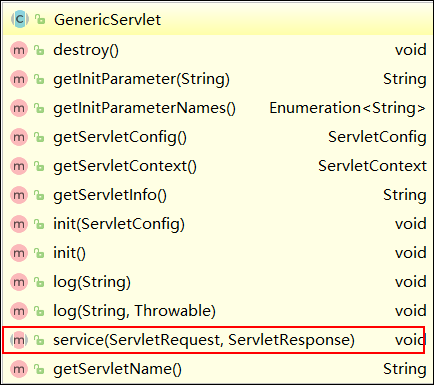 GenericServlet
destroy() void
getInitParameter(String) String
getInitParameterNames() Enumeration<String>
getServletConfig() ServletConfig
getServletContext() ServletContext
getServletInfo() String
init(ServletConfig) void
init() void
log(String) void
log(String, Throwable) void
service(ServletRequest, ServletResponse) void
getServletName() String